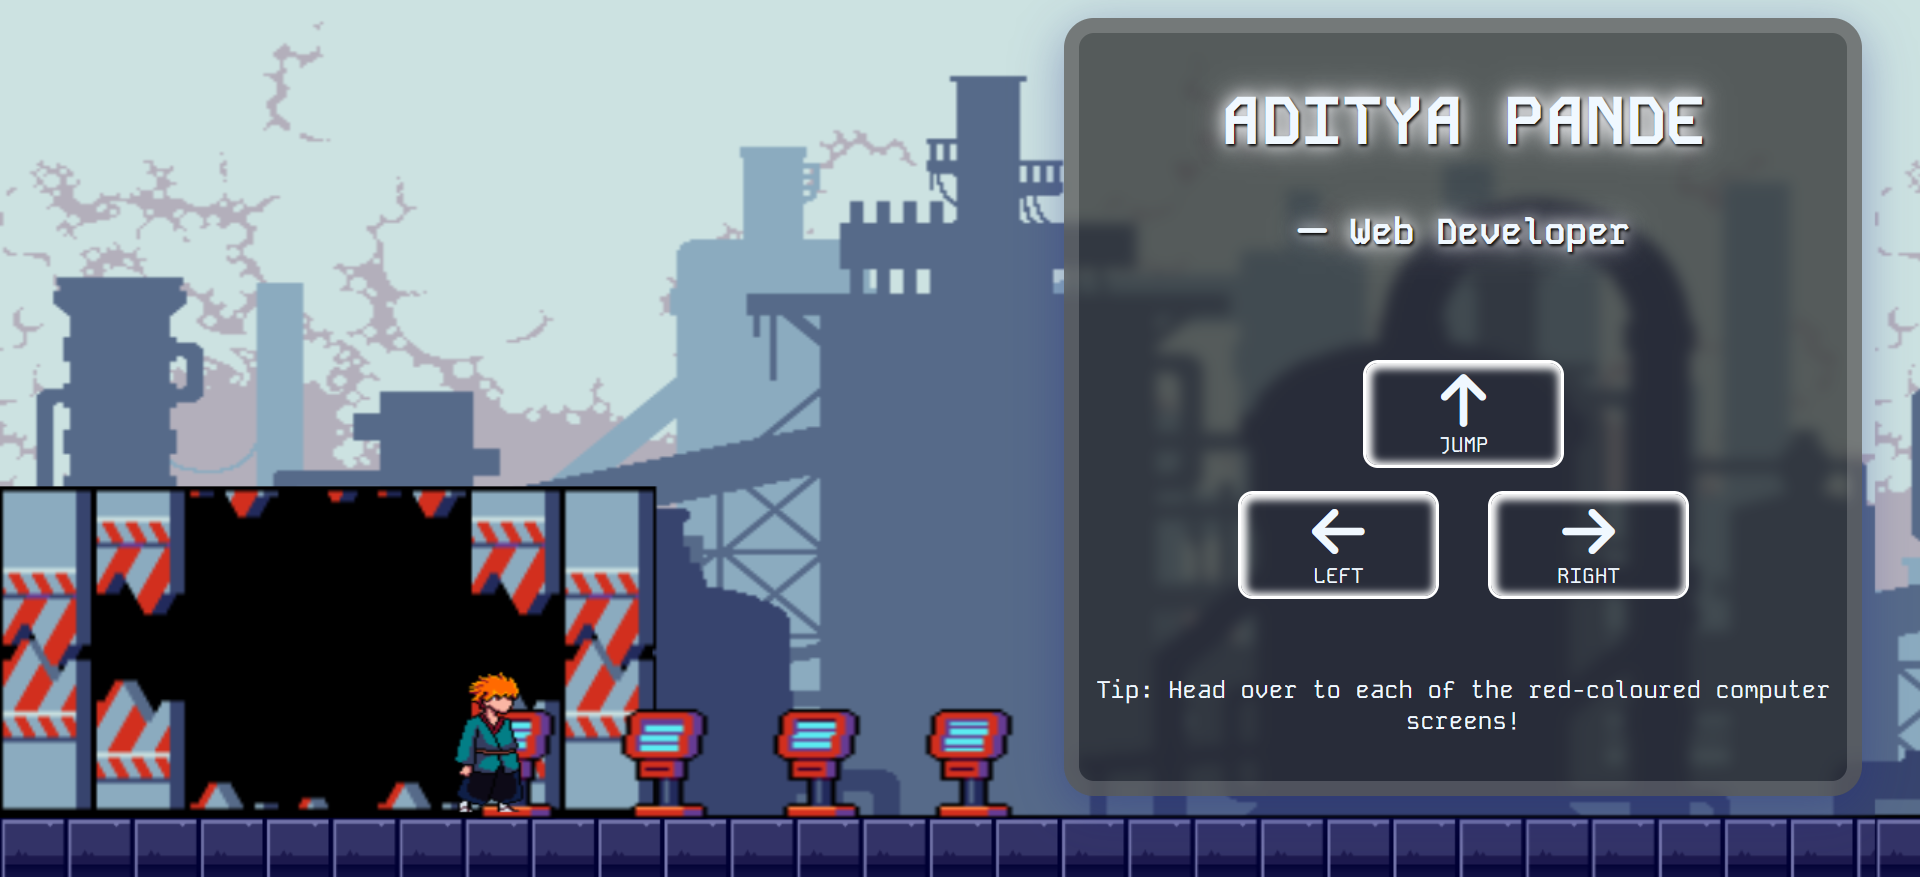 ADITYA PANDE
— Web Developer
JUMP
LEFT
RIGHT
Tip: Head over to each of the red-coloured computer
screens!